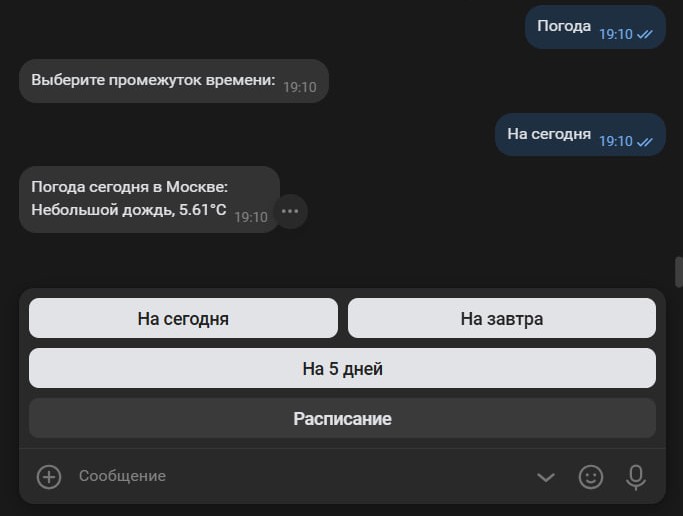 Погода 19:10
Выберите промежуток времени: 19:10
На сегодня 19:10
Погода сегодня в Москве:
Небольшой дождь, 5.61°C 19:10
На сегодня
На завтра
На 5 дней
Расписание
Сообщение